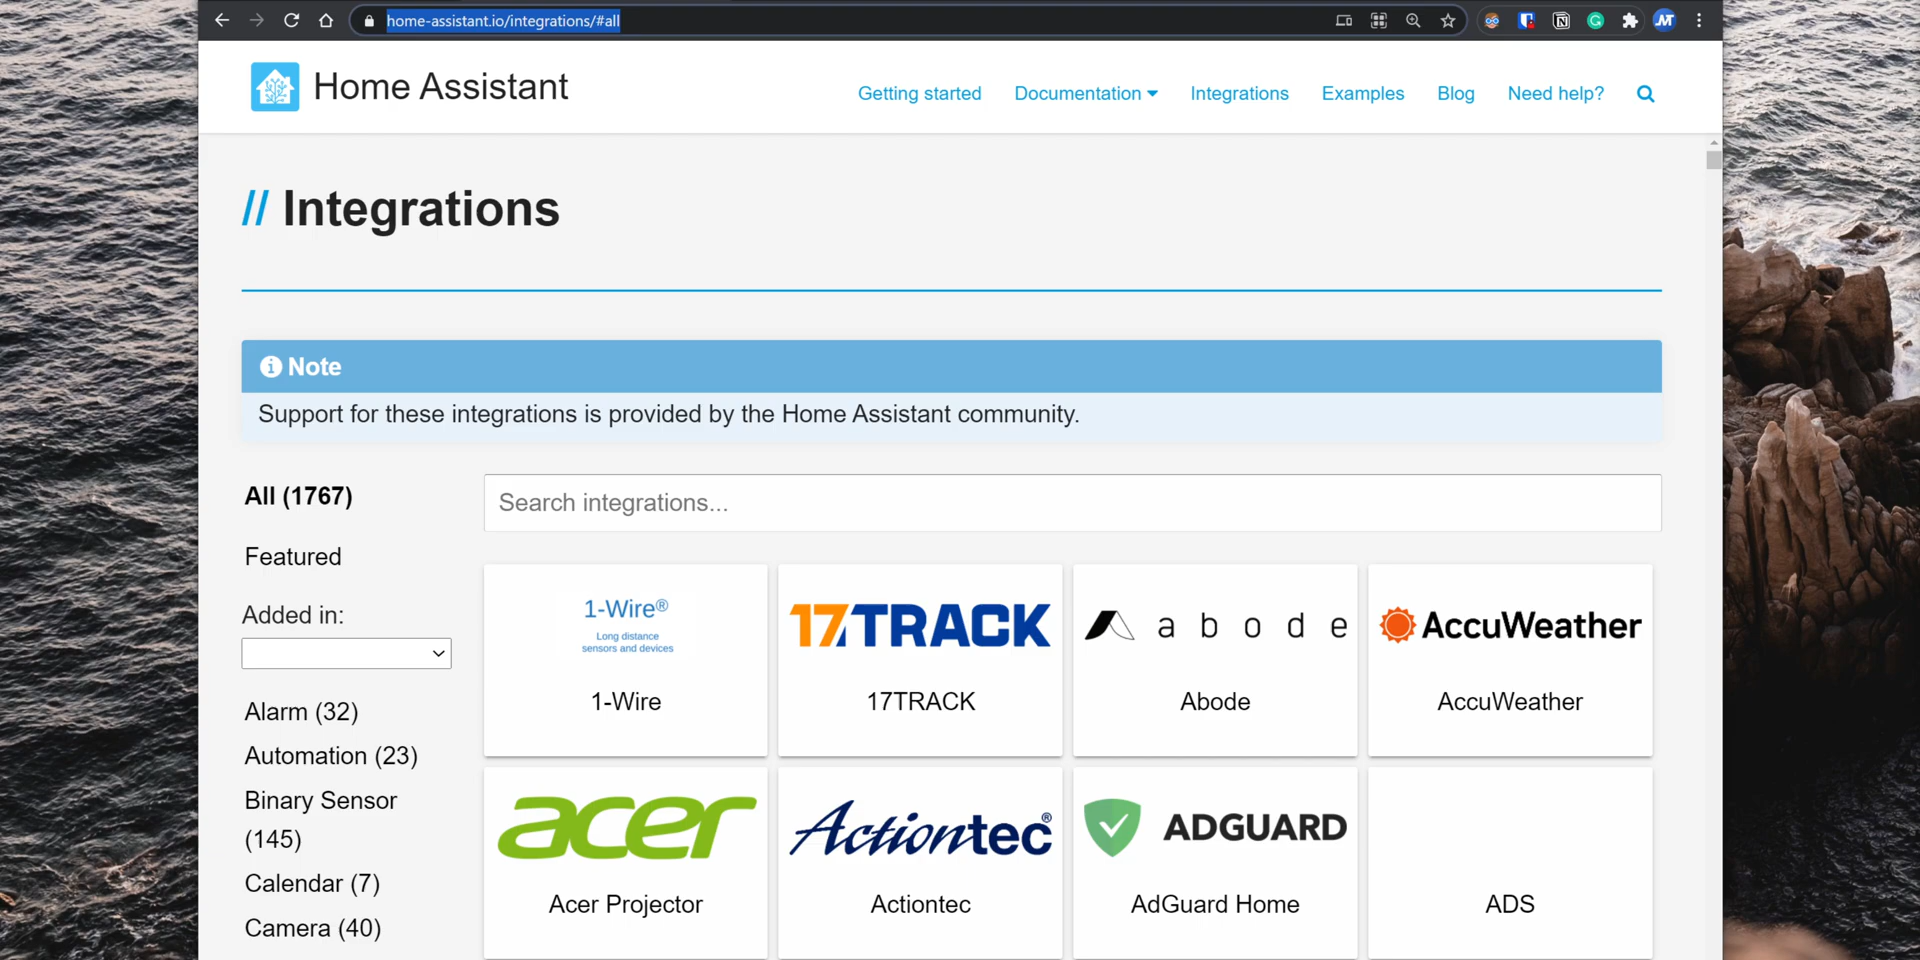 home-assistant.io/integrations/#all
Home Assistant
Getting started
Documentation
Integrations
Examples
Blog
Need help?
// Integrations
Note
Support for these integrations is provided by the Home Assistant community.
All (1767)
Search integrations...
Featured
Added in:
Alarm (32)
Automation (23)
Binary Sensor
(145)
Calendar (7)
Camera (40)
1-Wire®
Long distance
sensors and devices
1-Wire
17TRACK
17TRACK
abode
Abode
AccuWeather
AccuWeather
acer
Acer Projector
Actiontec®
Actiontec
ADGUARD
AdGuard Home
ADS